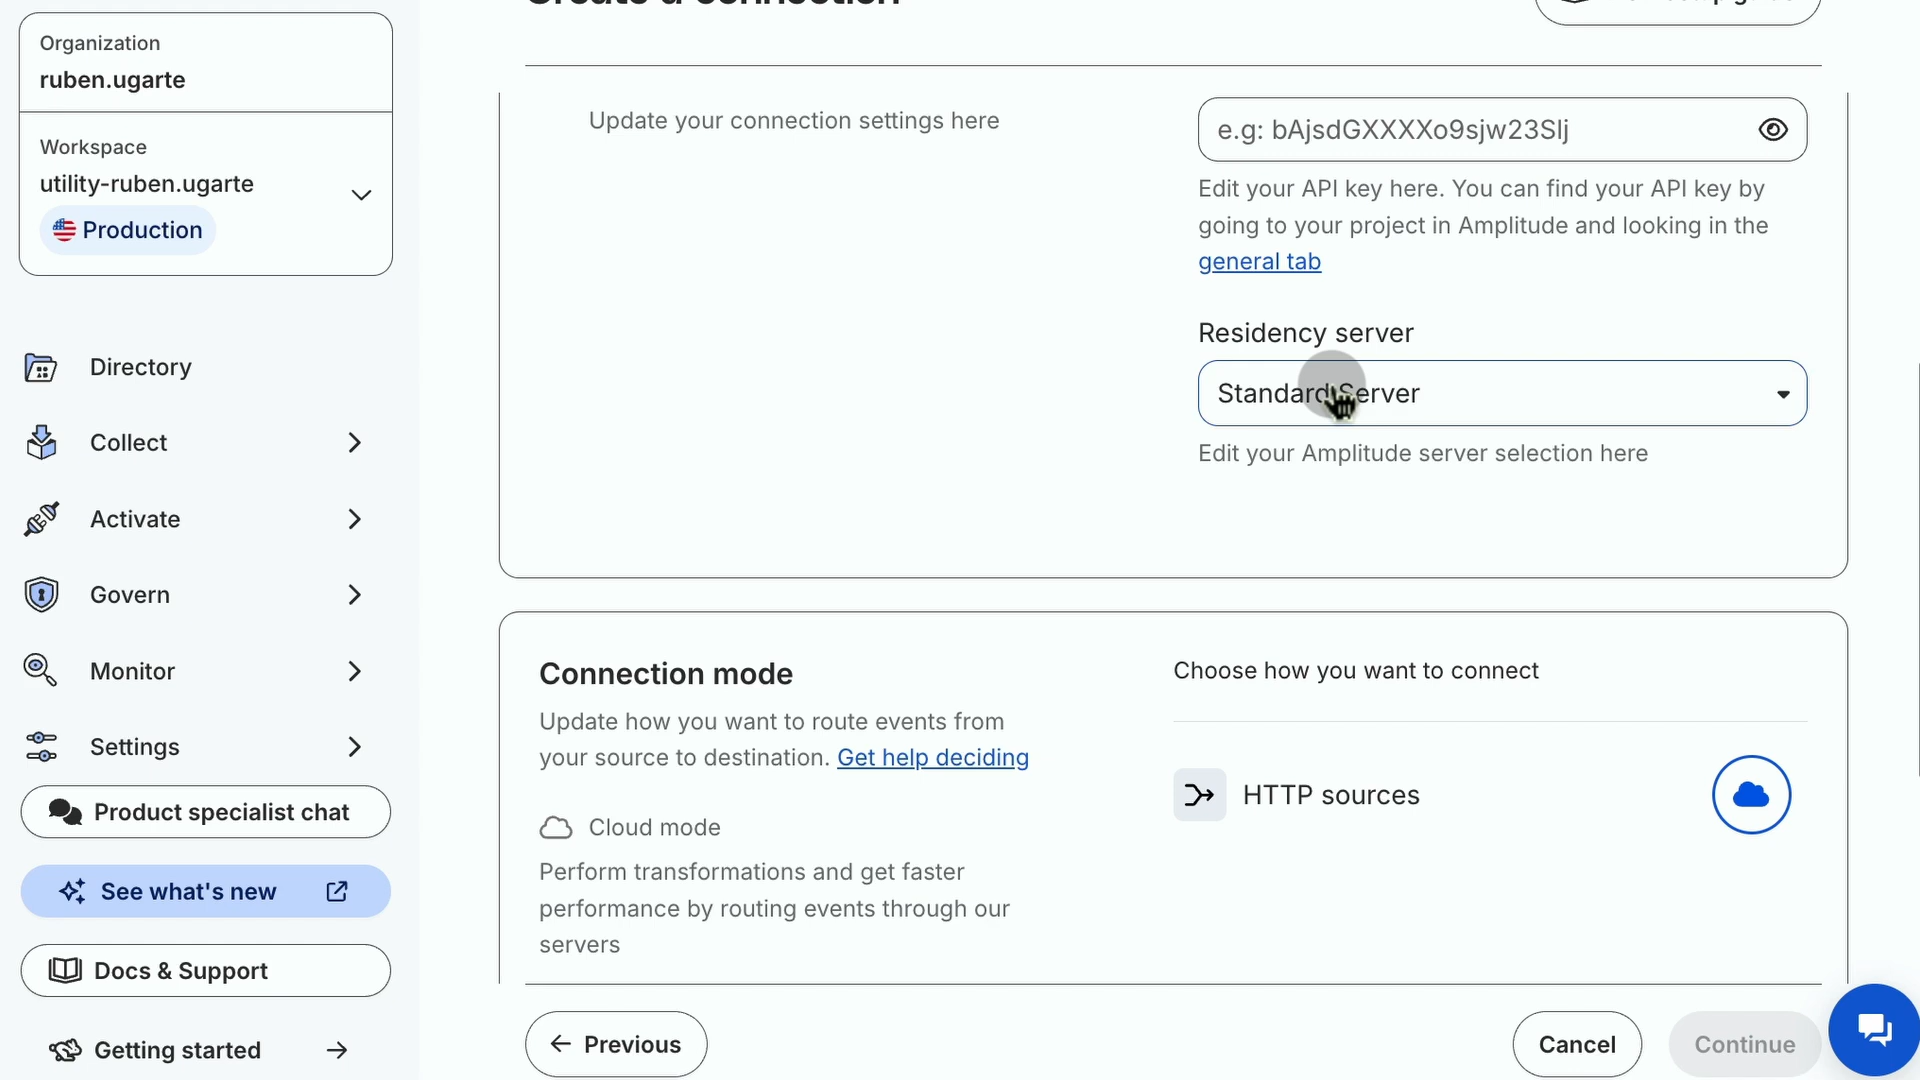 Organization
ruben.ugarte
Workspace
utility-ruben.ugarte
Production
Directory
Collect
Activate
Govern
Monitor
Settings
Product specialist chat
See what's new
Docs & Support
Getting started
Create a connection
Update your connection settings here
e.g: bAjsdGXXXXo9sjw23Slj
Edit your API key here. You can find your API key by
going to your project in Amplitude and looking in the
general tab
Residency server
Standard Server
Edit your Amplitude server selection here
Connection mode
Update how you want to route events from
your source to destination. Get help deciding
Cloud mode
Perform transformations and get faster
performance by routing events through our
servers
Choose how you want to connect
HTTP sources
Previous
Cancel
Continue